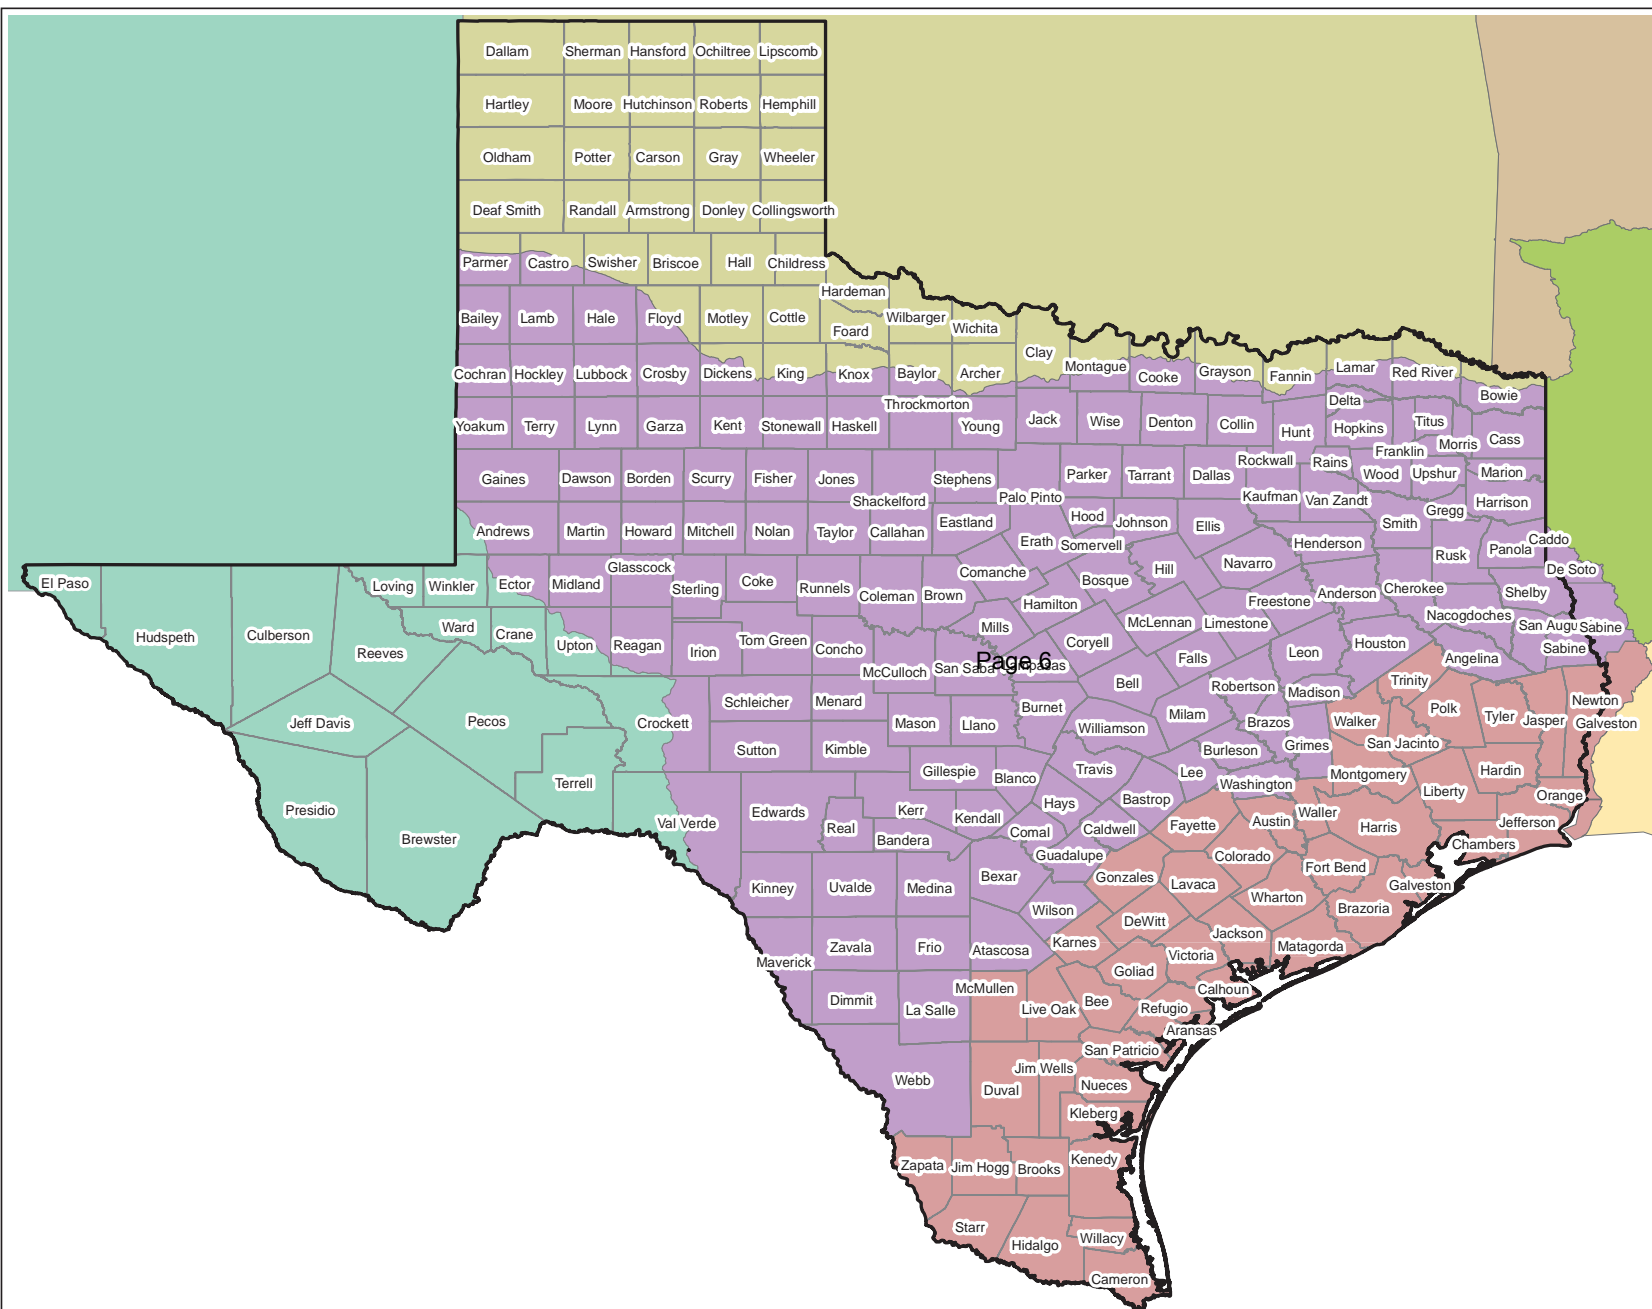 Dallam Sherman Hansford Ochiltree Lipscomb
Hartley Moore Hutchinson Roberts Hemphill
Oldham Potter Carson Gray Wheeler
Deaf Smith Randall Armstrong Donley Collingsworth
Parmer Castro Swisher Briscoe Hall Childress
Hardeman
Bailey Lamb Hale Floyd Motley Cottle Foard Wilbarger Wichita
Clay
Cochran Hockley Lubbock Crosby Dickens King Knox Baylor Archer Montague Cooke Grayson Fannin Lamar Red River
Bowie
Throckmorton Delta
Yoakum Terry Lynn Garza Kent Stonewall Haskell Young Jack Wise Denton Collin Hunt Hopkins Titus
Franklin Morris Cass
Rockwall Rains
Gaines Dawson Borden Scurry Fisher Jones Stephens Parker Tarrant Dallas Wood Upshur Marion
Shackelford Palo Pinto Kaufman Van Zandt Harrison
Gregg
Andrews Martin Howard Mitchell Nolan Taylor Callahan Eastland Hood Johnson Ellis Smith
Erath Somervell Henderson Rusk Panola Caddo
Glasscock Comanche Hill Navarro De Soto
El Paso Loving Winkler Ector Midland Sterling Coke Runnels Coleman Brown Bosque Anderson Cherokee Shelby
Hamilton Freestone
Nacogdoches
Hudspeth Culberson Ward Crane Mills McLennan Limestone San Augu Sabine
Reeves Upton Reagan Irion Tom Green Concho Coryell Leon Houston Sabine
McCulloch San Saba Page 6 Falls Angelina
Bell Robertson Madison Trinity
Jeff Davis Pecos Crockett Schleicher Menard Burnet Milam Newton
Mason Llano Williamson Brazos Walker Polk Tyler Jasper Galveston
Sutton Kimble Burleson Grimes San Jacinto
Gillespie Blanco Travis Lee Montgomery Hardin
Terrell Washington Liberty Orange
Presidio Val Verde Edwards Kerr Kendall Hays Bastrop
Real Comal Caldwell Fayette Austin Waller Harris Jefferson
Brewster Bandera Chambers
Guadalupe Colorado Fort Bend
Kinney Uvalde Medina Bexar Gonzales Lavaca Galveston
Wilson Wharton Brazoria
DeWitt
Zavala Frio Atascosa Karnes Jackson Matagorda
Maverick Victoria
Goliad
Dimmit La Salle McMullen Live Oak Bee Refugio Calhoun
Aransas
San Patricio
Webb Duval Jim Wells Nueces
Kleberg
Zapata Jim Hogg Brooks Kenedy
Starr Hidalgo Willacy
Cameron